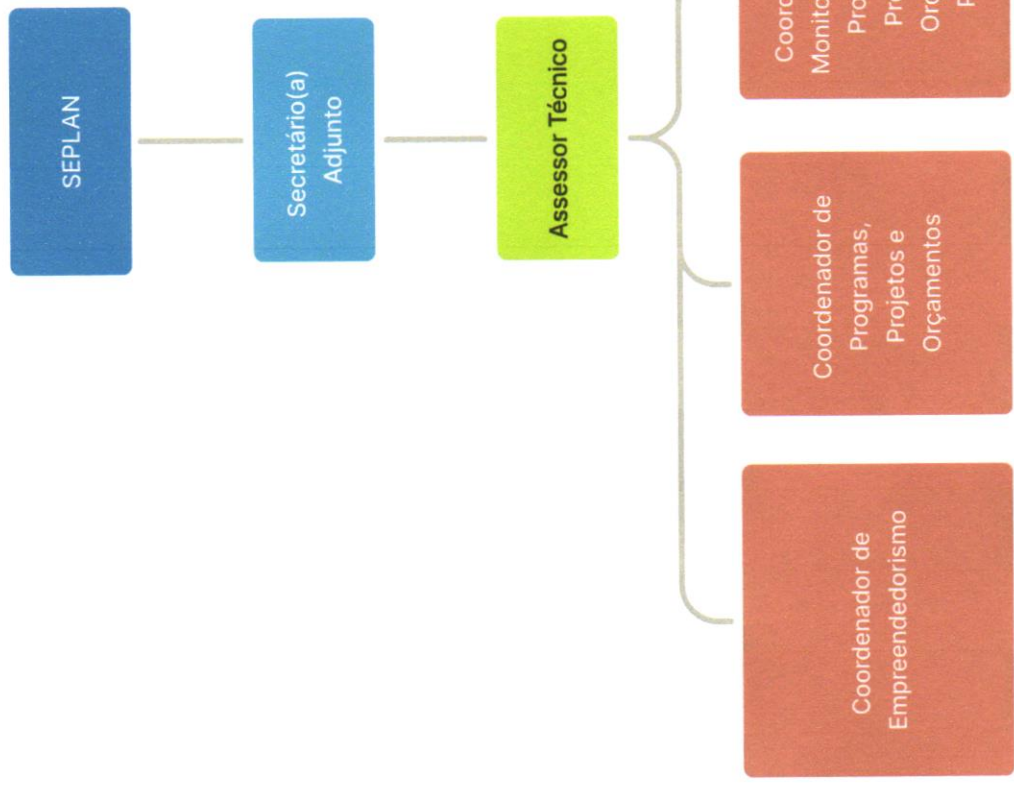 SEPLAN
Secretário(a)
Adjunto
Assessor Técnico
Coordenador de
Empreendedorismo
Coordenador de
Programas,
Projetos e
Orçamentos